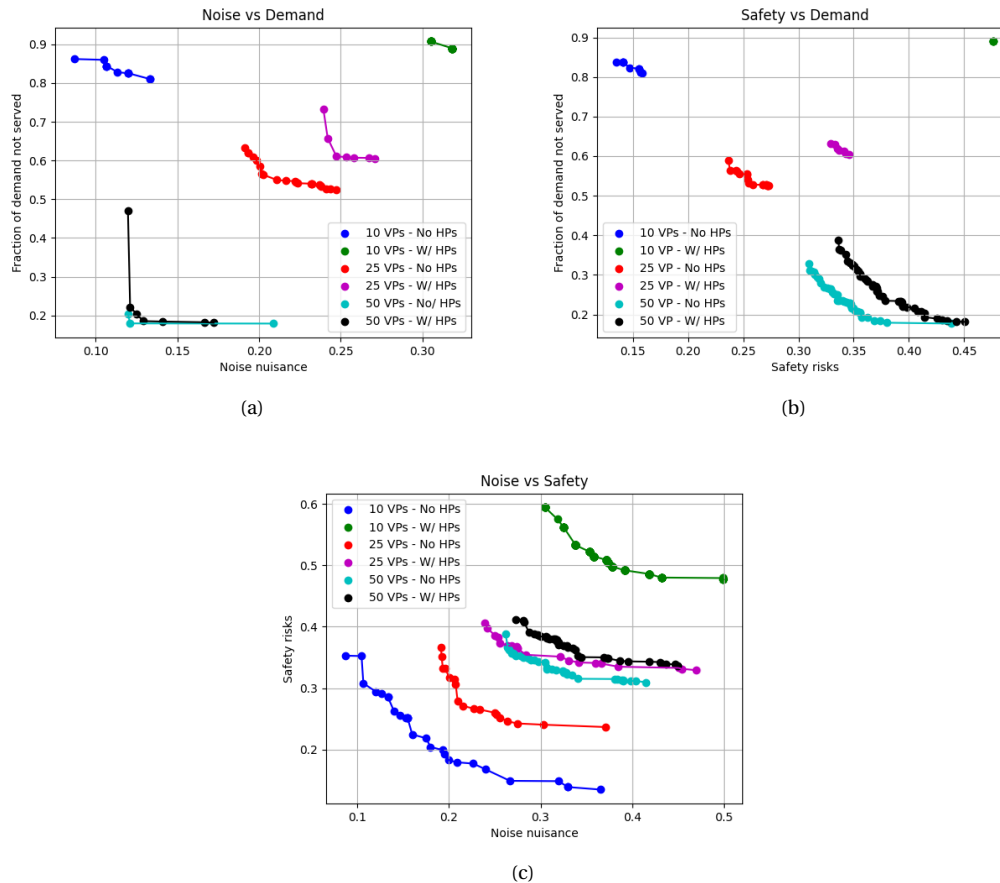 Noise vs Demand
Fraction of demand not served
0.9
0.8
0.7
0.6
0.5
0.4
0.3
0.2
10 VPs - No HPs
10 VP - W/ HPs
25 VPs - No HPs
25 VPs - W/ HPs
50 VPs - No/ HPs
50 VPs - W/ HPs
0.10 0.15 0.20 0.25 0.30
Noise nuisance
(a)
Safety vs Demand
Fraction of demand not served
0.9
0.8
0.7
0.6
0.5
0.4
0.3
0.2
10 VPs - No HPs
10 VP - W/ HPs
25 VP - No HPs
25 VP - W/ HPs
50 VP - No HPs
50 VP - W/ HPs
0.15 0.20 0.25 0.30 0.35 0.40 0.45
Safety risks
(b)
Noise vs Safety
Safety risks
0.6
0.5
0.4
0.3
0.2
10 VPs - No HPs
10 VPs - W/ HPs
25 VPs - No HPs
25 VPs - W/ HPs
50 VPs - No HPs
50 VPs - W/ HPs
0.1 0.2 0.3 0.4 0.5
Noise nuisance
(c)